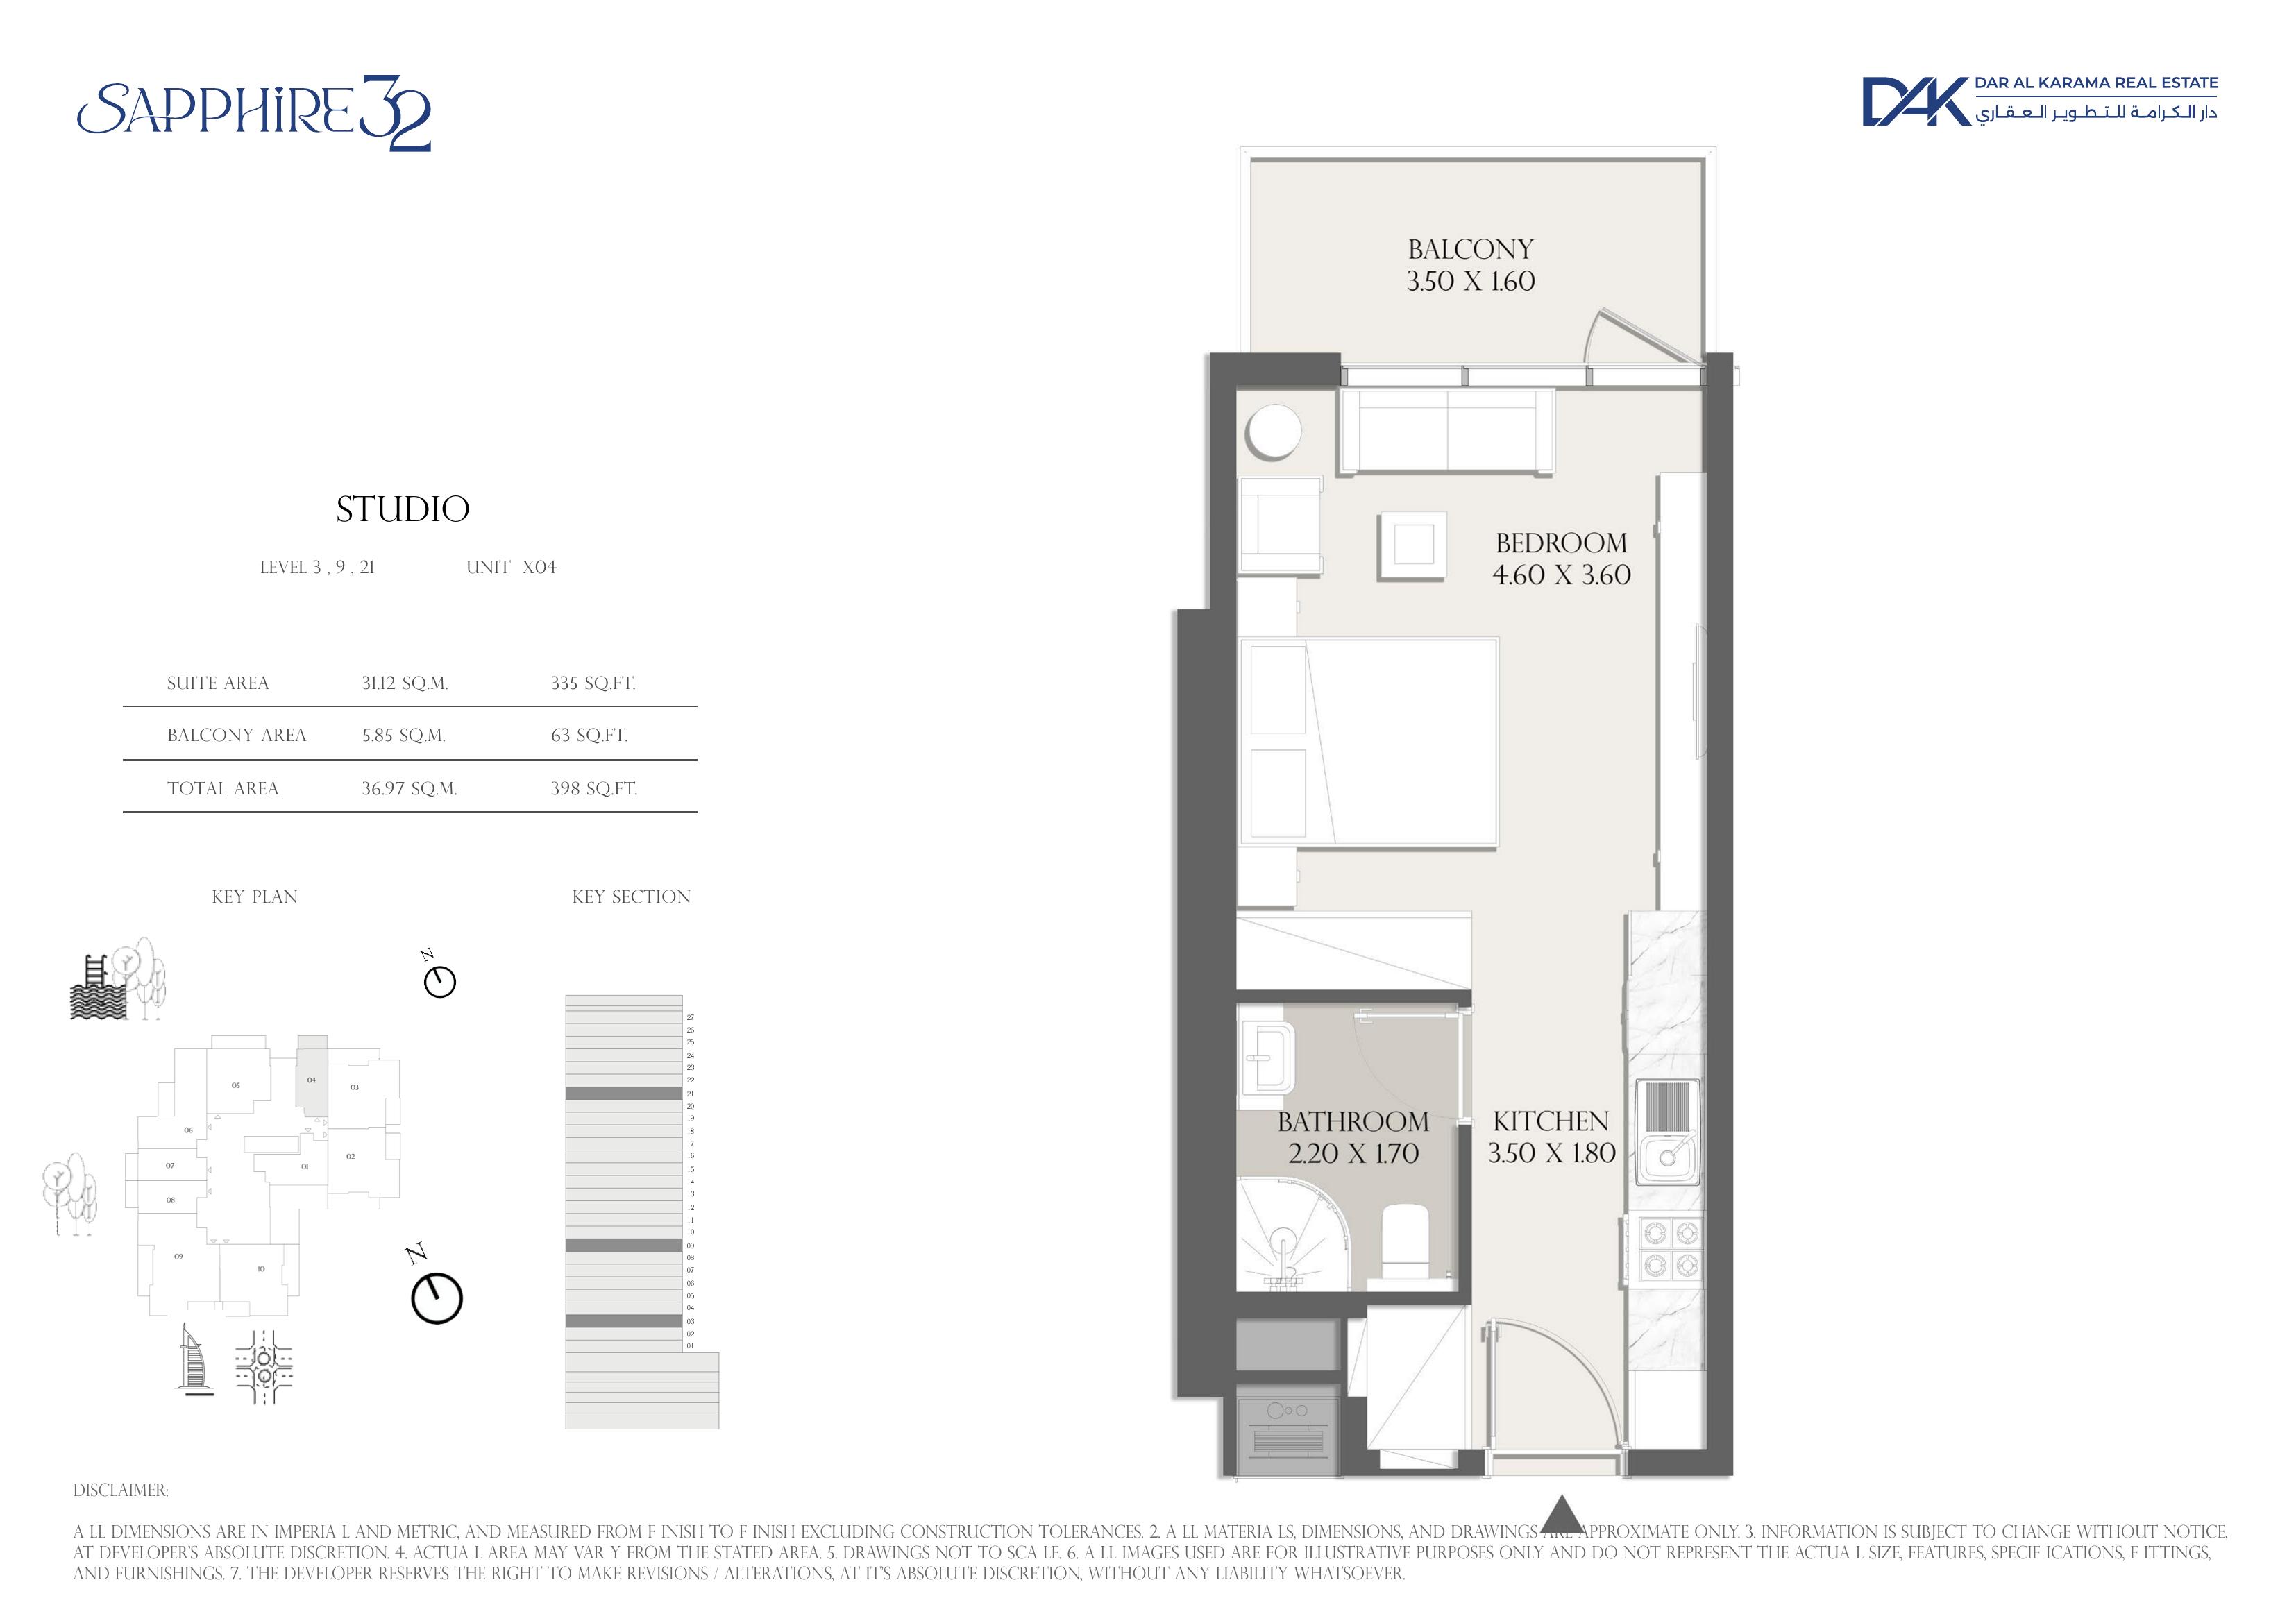 SAPPHIRE 32
DAK
DAR AL KARAMA REAL ESTATE
دار الكرامة للتطوير العقاري
BALCONY
3.50 X 1.60
STUDIO
LEVEL 3 , 9 , 21 UNIT X04
SUITE AREA 31.12 SQ.M. 335 SQ.FT.
BALCONY AREA 5.85 SQ.M. 63 SQ.FT.
TOTAL AREA 36.97 SQ.M. 398 SQ.FT.
BEDROOM
4.60 X 3.60
KEY PLAN KEY SECTION
N
05
04
03
06
02
01
07
08
09
10
N
27
26
25
24
23
22
21
20
19
18
17
16
15
14
13
12
11
10
09
08
07
06
05
04
03
02
01
BATHROOM
2.20 X 1.70
KITCHEN
3.50 X 1.80
DISCLAIMER:
A LL DIMENSIONS ARE IN IMPERIA L AND METRIC, AND MEASURED FROM F INISH TO F INISH EXCLUDING CONSTRUCTION TOLERANCES. 2. A LL MATERIA LS, DIMENSIONS, AND DRAWINGS ARE APPROXIMATE ONLY. 3. INFORMATION IS SUBJECT TO CHANGE WITHOUT NOTICE,
AT DEVELOPER'S ABSOLUTE DISCRETION. 4. ACTUA L AREA MAY VAR Y FROM THE STATED AREA. 5. DRAWINGS NOT TO SCA LE. 6. A LL IMAGES USED ARE FOR ILLUSTRATIVE PURPOSES ONLY AND DO NOT REPRESENT THE ACTUA L SIZE, FEATURES, SPECIF ICATIONS, F ITTINGS,
AND FURNISHINGS. 7. THE DEVELOPER RESERVES THE RIGHT TO MAKE REVISIONS / ALTERATIONS, AT IT'S ABSOLUTE DISCRETION, WITHOUT ANY LIABILITY WHATSOEVER.